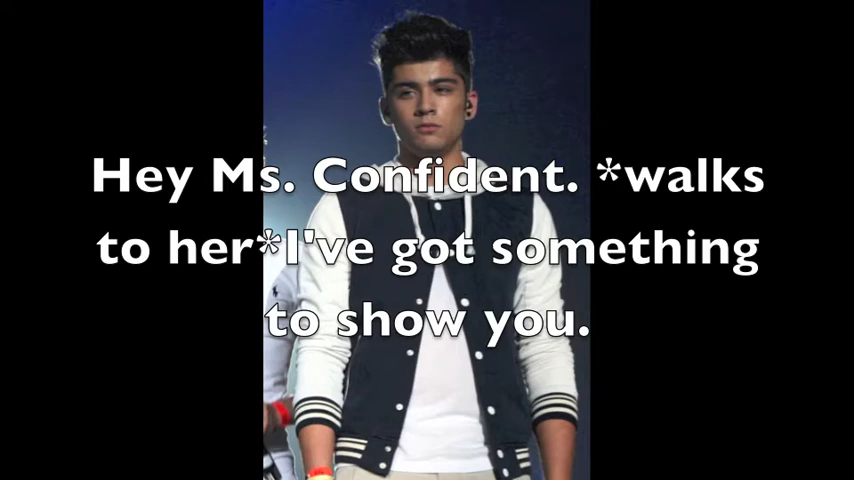 Hey Ms. Confident. *walks
to her*I've got something
to show you.